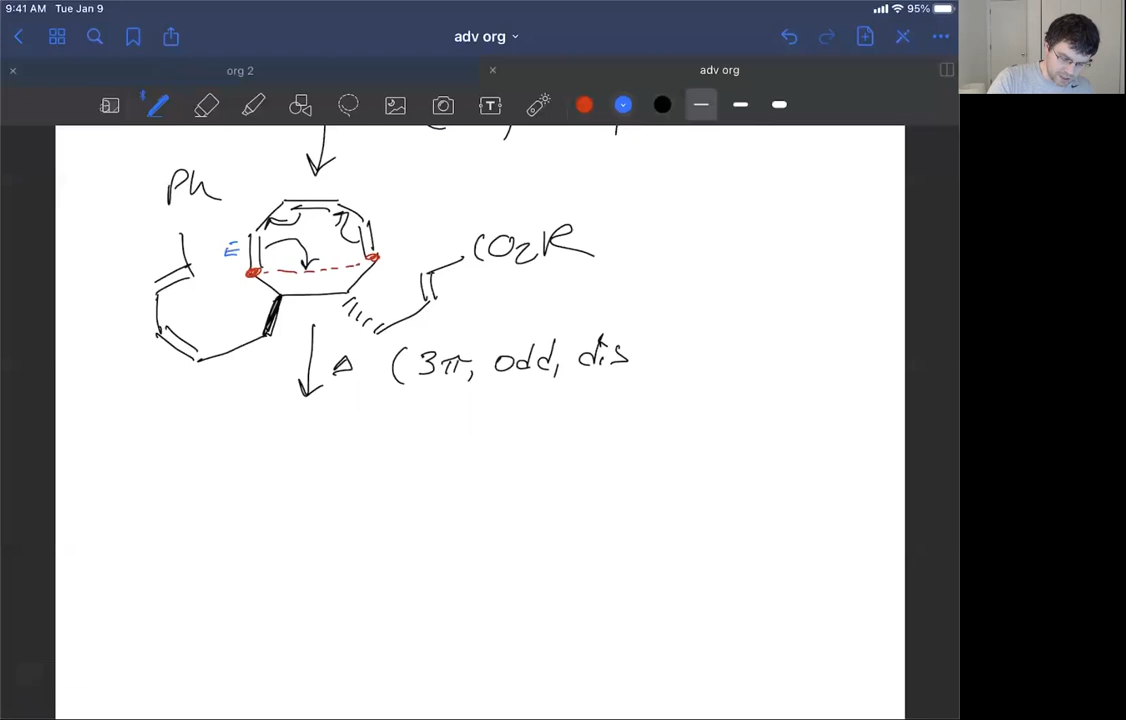 9:41 AM Tue Jan 9
95%
adv org
org 2
adv org
T
Ph
E
CO2R
Δ (3π, odd, dis